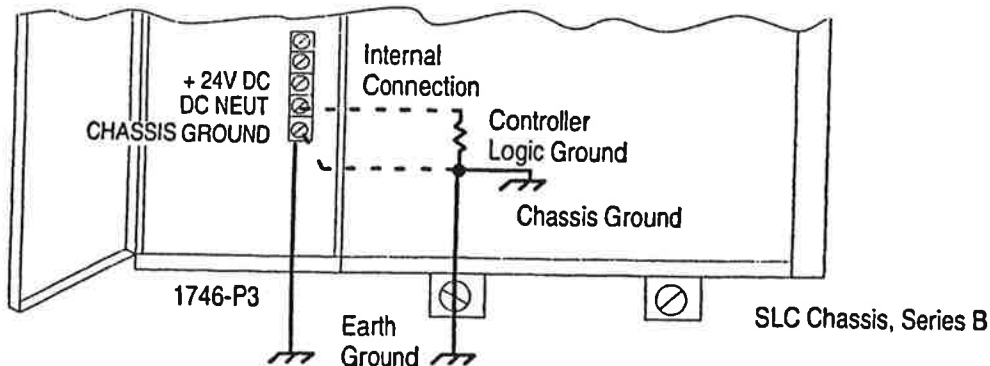 Internal
Connection
+ 24V DC
DC NEUT
CHASSIS GROUND
Controller
Logic Ground
Chassis Ground
1746-P3
Earth
Ground
SLC Chassis, Series B